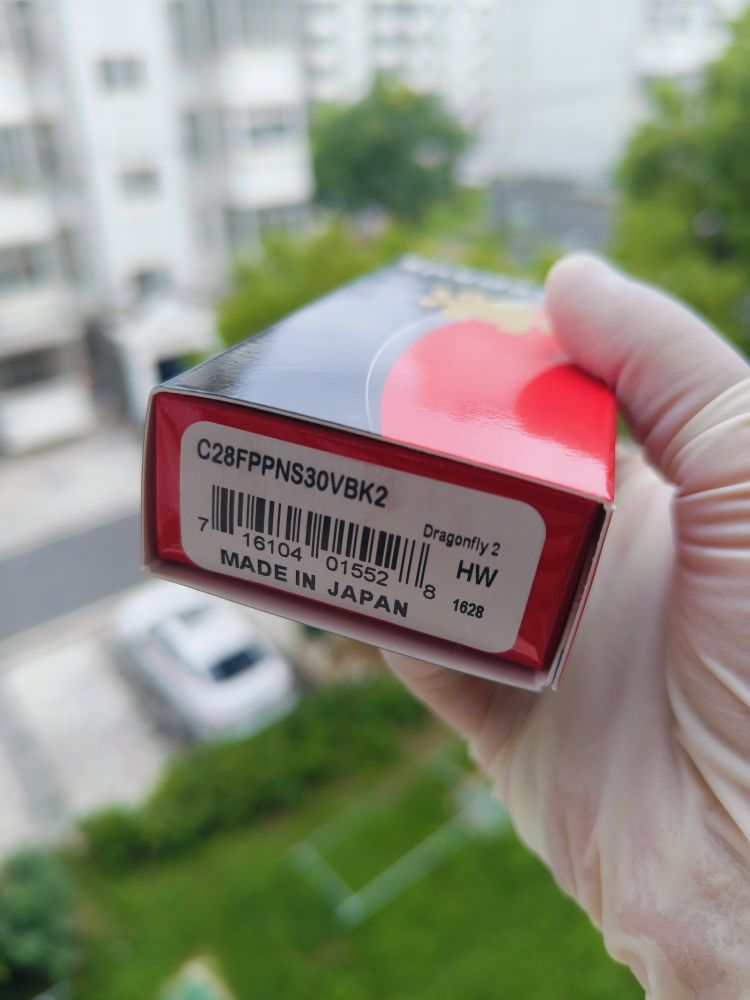 C28FPPNS30VBK2
7 16104 01552 8
MADE IN JAPAN
Dragonfly 2
HW
1628